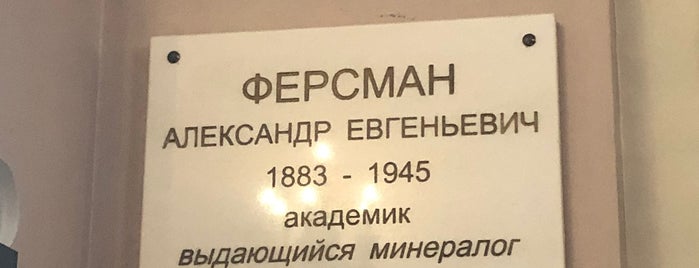 ФЕРСМАН
АЛЕКСАНДР ЕВГЕНЬЕВИЧ
1883 - 1945
академик
выдающийся минералог